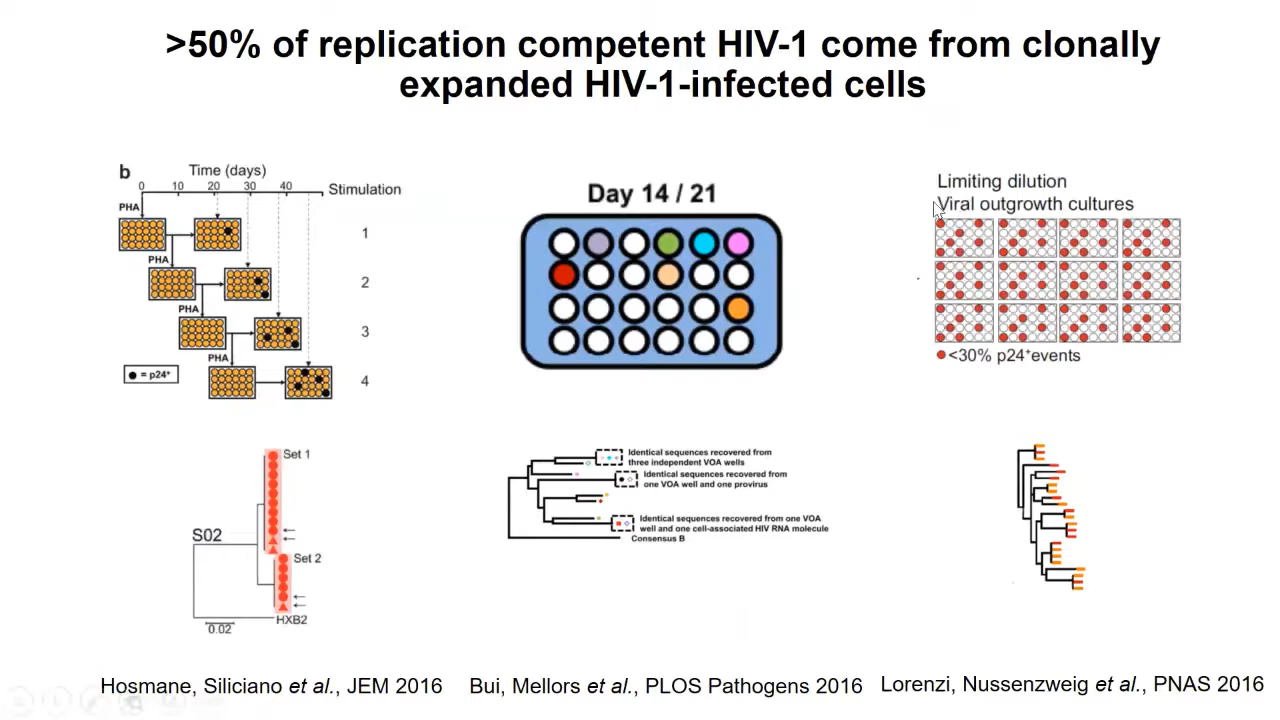 >50% of replication competent HIV-1 come from clonally
expanded HIV-1-infected cells
b
Time (days)
0 10 20 30 40
Stimulation
PHA
1
PHA
2
PHA
3
PHA
4
= p24⁺
Day 14 / 21
Limiting dilution
Viral outgrowth cultures
<30% p24⁺events
Set 1
S02
Set 2
HXB2
0.02
Identical sequences recovered from
three independent VOA wells
Identical sequences recovered from
one VOA well and one provirus
Identical sequences recovered from one VOA
well and one cell-associated HIV RNA molecule
Consensus B
Hosmane, Siliciano et al., JEM 2016
Bui, Mellors et al., PLOS Pathogens 2016
Lorenzi, Nussenzweig et al., PNAS 2016